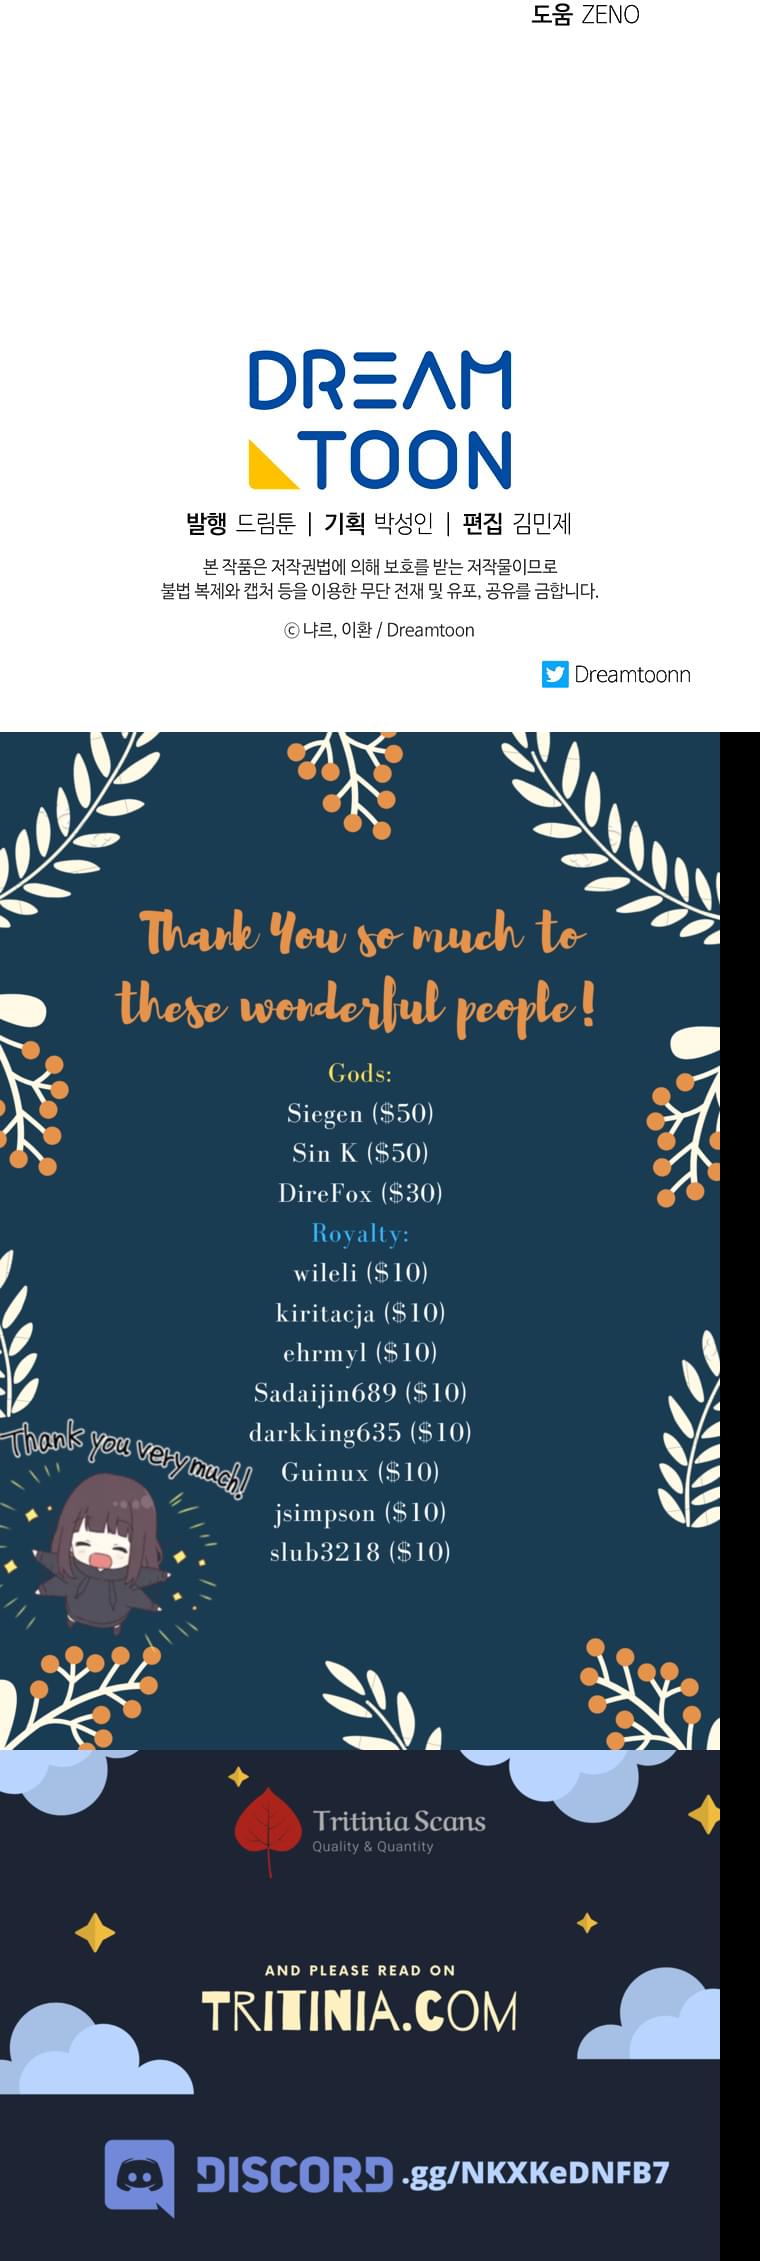 도움 ZENO
DREAM
TOON
발행 드림툰 | 기획 박성인 | 편집 김민제
본 작품은 저작권법에 의해 보호를 받는 저작물이므로
불법 복제와 캡처 등을 이용한 무단 전재 및 유포, 공유를 금합니다.
ⓒ 냐르, 이환 / Dreamtoon
Dreamtoonn
Thank You so much to
these wonderful people!
Gods:
Siegen ($50)
Sin K ($50)
DireFox ($30)
Royalty:
wileli ($10)
kiritacja ($10)
ehrmyl ($10)
Sadaijin689 ($10)
darkking635 ($10)
Thank you very much!
Guinux ($10)
jsimpson ($10)
slub3218 ($10)
Tritinia Scans
Quality & Quantity
AND PLEASE READ ON
TRITINIA.COM
DISCORD .gg/NKXKeDNFB7